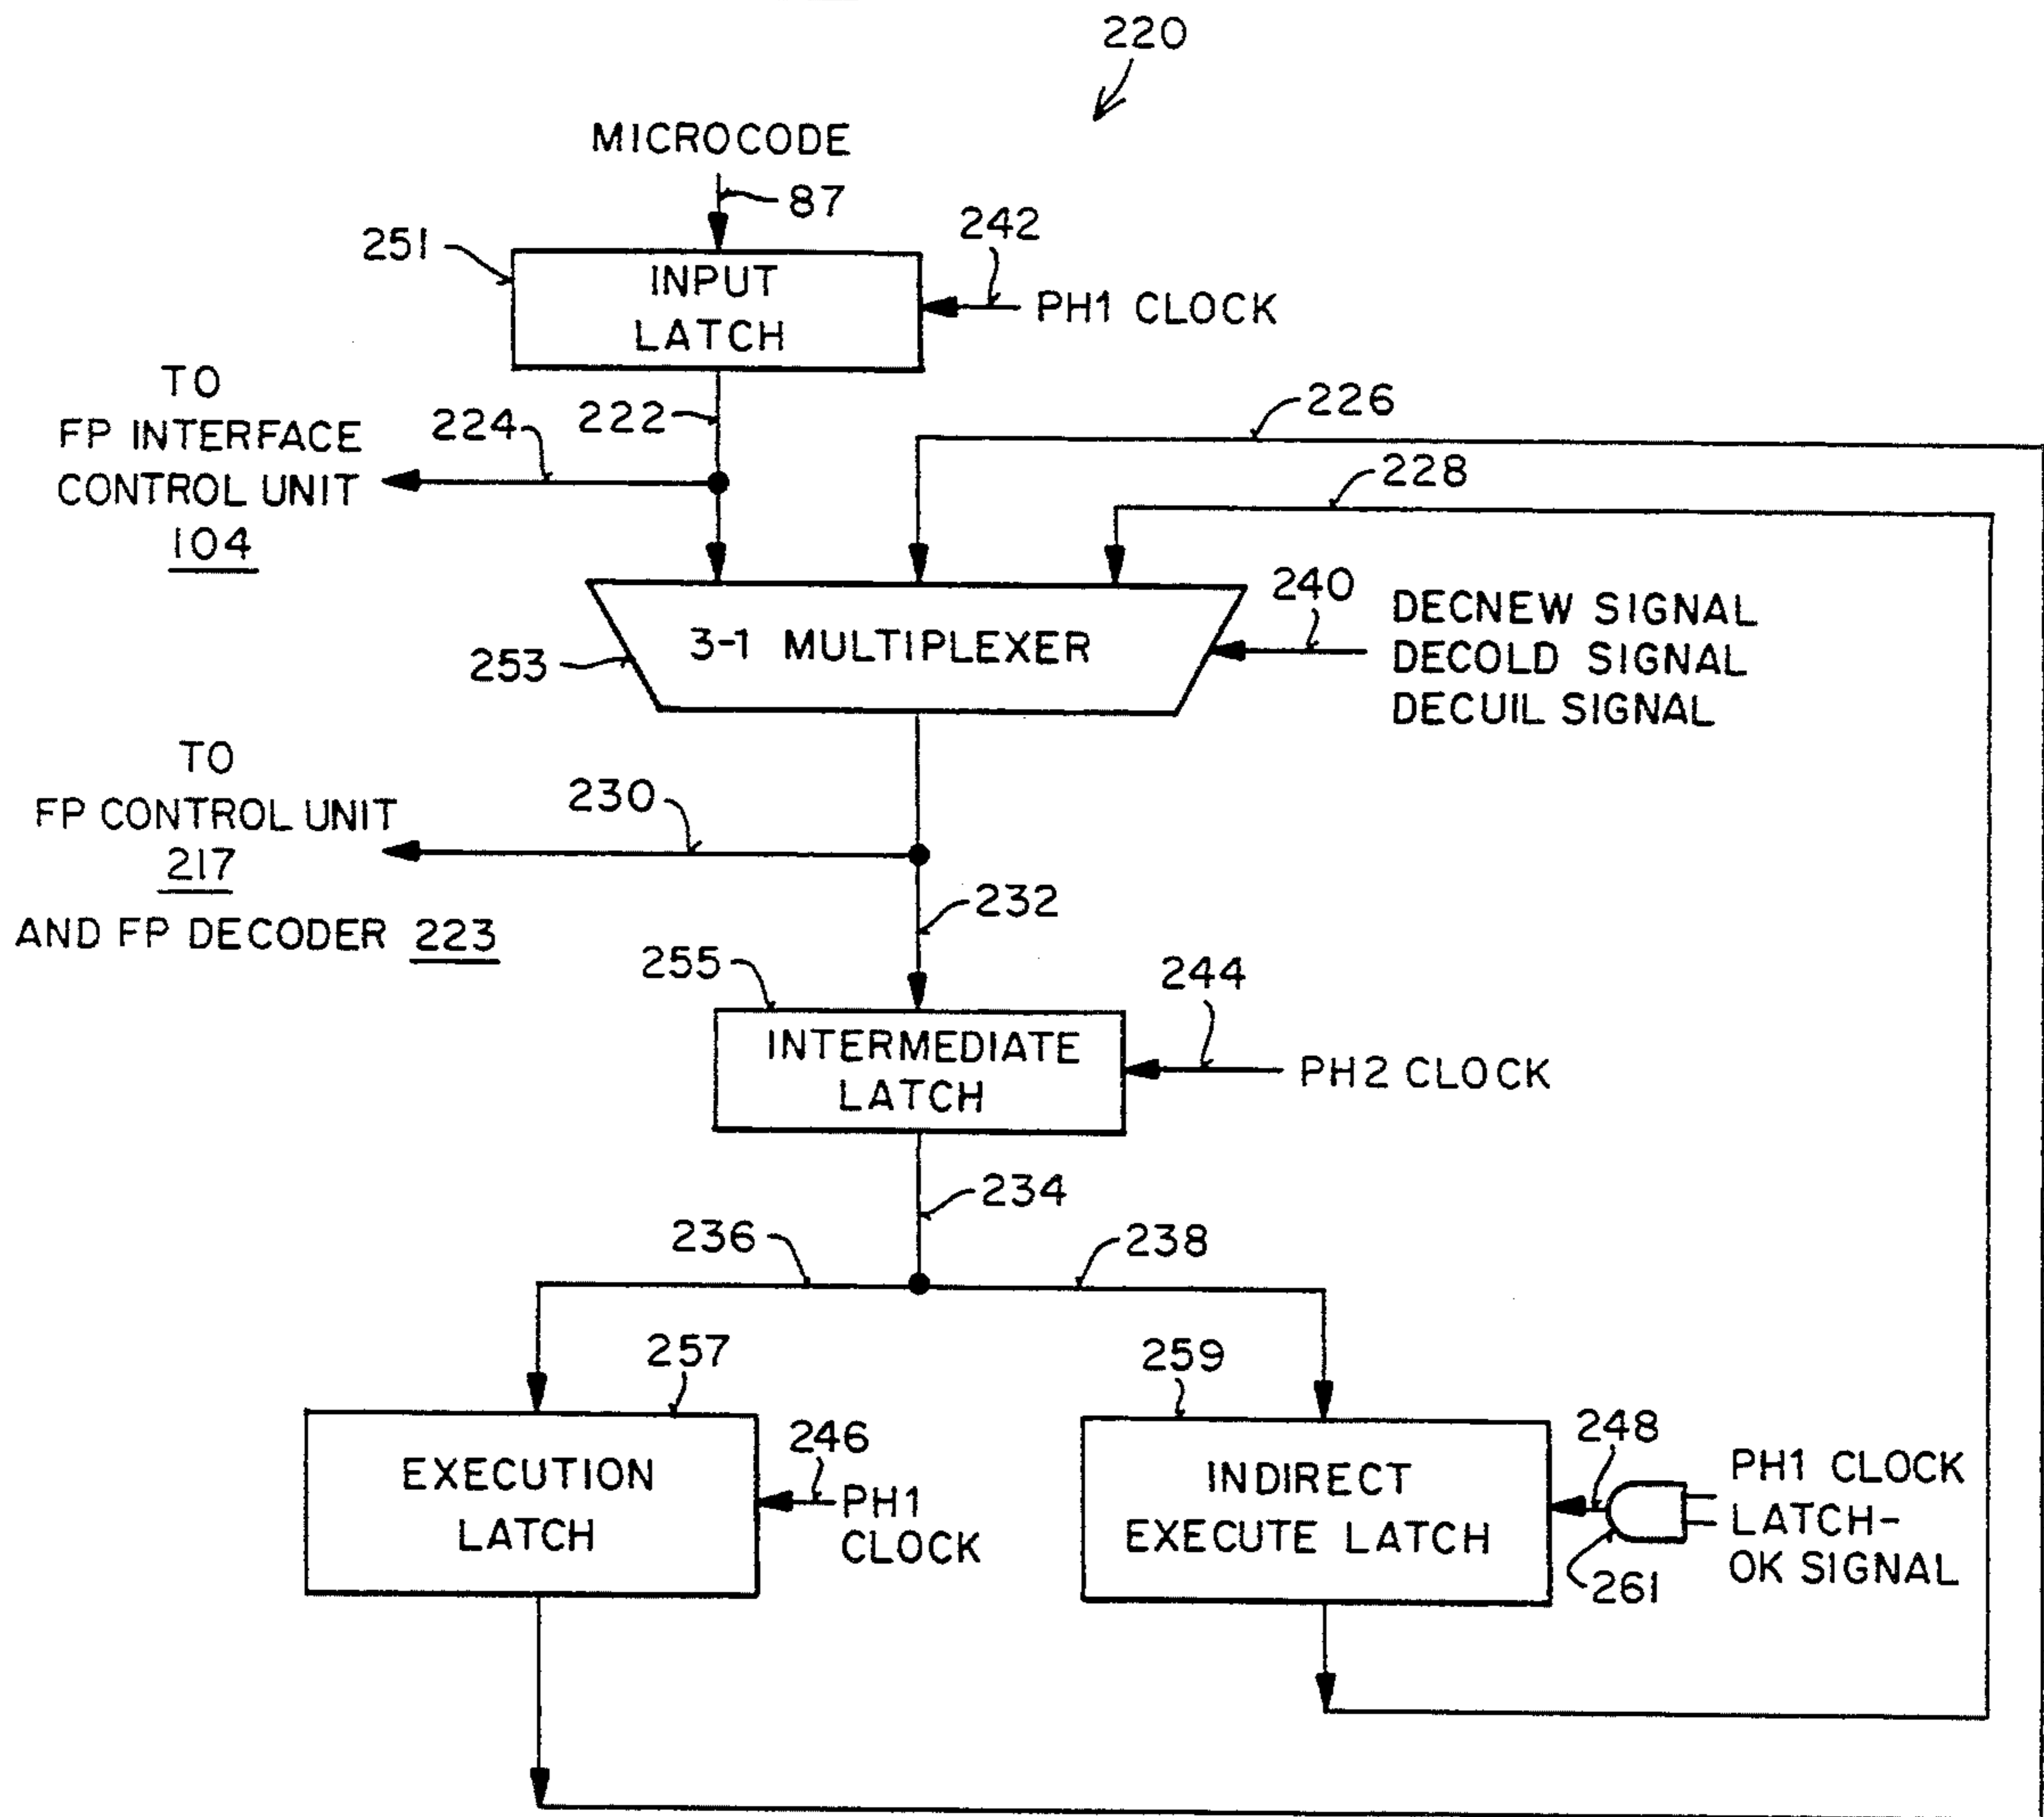 220
MICROCODE
87
251
INPUT
LATCH
242
PH1 CLOCK
TO
FP INTERFACE
CONTROL UNIT
104
224
222
226
228
253
3-1 MULTIPLEXER
240
DECNEW SIGNAL
DECOLD SIGNAL
DECUIL SIGNAL
TO
FP CONTROL UNIT
217
AND FP DECODER 223
230
232
255
INTERMEDIATE
LATCH
244
PH2 CLOCK
234
236
238
257
EXECUTION
LATCH
246
PH1
CLOCK
259
INDIRECT
EXECUTE LATCH
248
261
PH1 CLOCK
LATCH-
OK SIGNAL